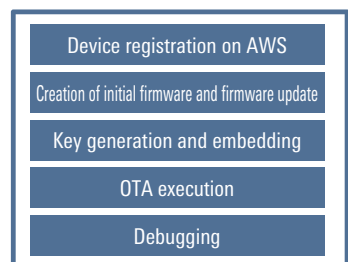 Device registration on AWS
Creation of initial firmware and firmware update
Key generation and embedding
OTA execution
Debugging